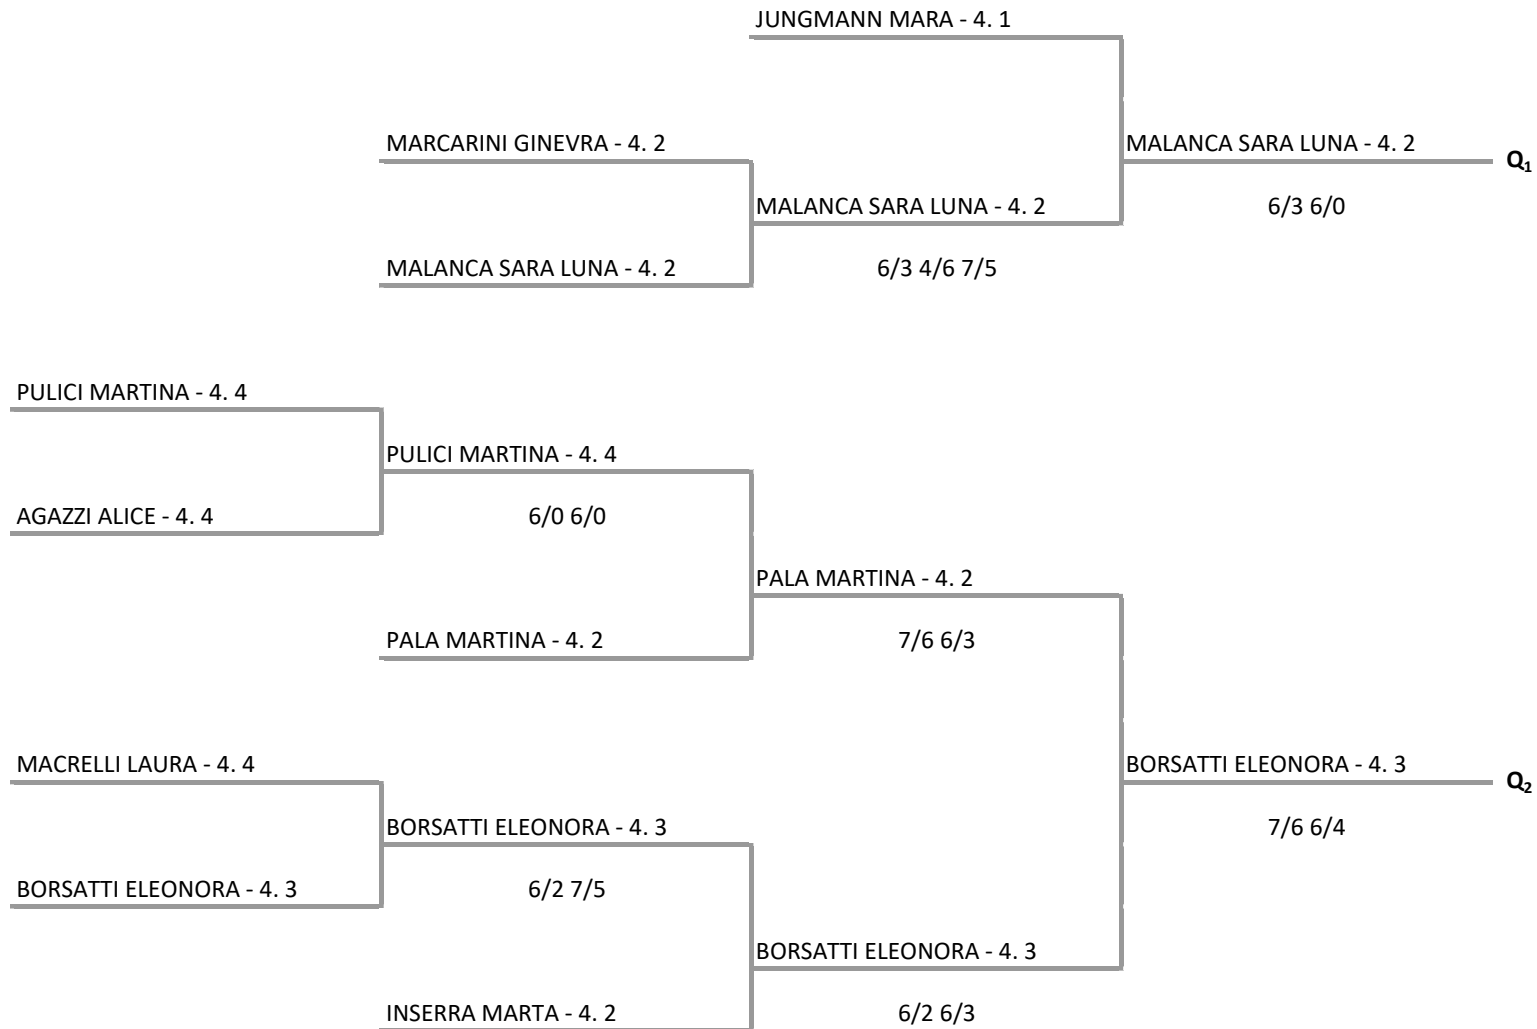 JUNGMANN MARA - 4. 1
MARCARINI GINEVRA - 4. 2
MALANCA SARA LUNA - 4. 2
Q1
MALANCA SARA LUNA - 4. 2
6/3 6/0
MALANCA SARA LUNA - 4. 2
6/3 4/6 7/5
PULICI MARTINA - 4. 4
PULICI MARTINA - 4. 4
AGAZZI ALICE - 4. 4
6/0 6/0
PALA MARTINA - 4. 2
PALA MARTINA - 4. 2
7/6 6/3
MACRELLI LAURA - 4. 4
BORSATTI ELEONORA - 4. 3
Q2
BORSATTI ELEONORA - 4. 3
7/6 6/4
BORSATTI ELEONORA - 4. 3
6/2 7/5
BORSATTI ELEONORA - 4. 3
INSERRA MARTA - 4. 2
6/2 6/3